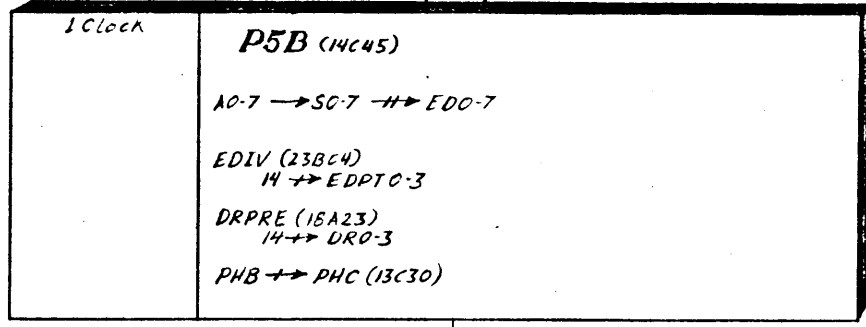 1 Clock
P5B (14C45)
A0-7 → S0-7 -//→ ED0-7
EDIV (23BC4)
14 -/→ EDPT0-3
DRPRE (18A23)
14 -/→ DR0-3
PHB -/→ PHC (13C30)